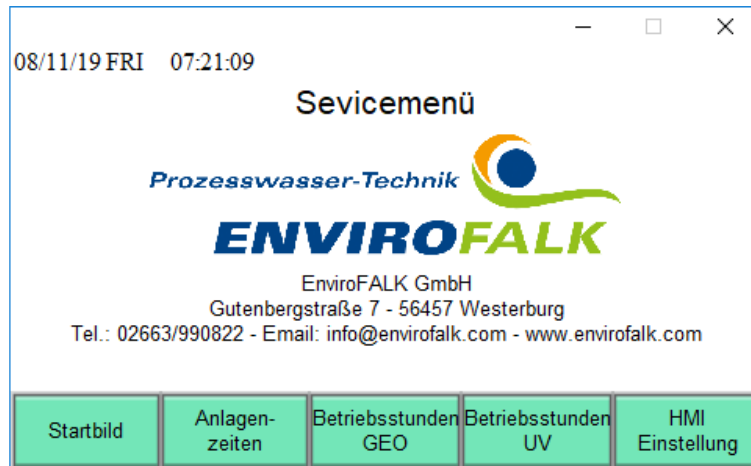 08/11/19 FRI 07:21:09
Sevicemenü
Prozesswasser-Technik
ENVIROFALK
EnviroFALK GmbH
Gutenbergstraße 7 - 56457 Westerburg
Tel.: 02663/990822 - Email: info@envirofalk.com - www.envirofalk.com
Startbild
Anlagen-
zeiten
Betriebsstunden
GEO
Betriebsstunden
UV
HMI
Einstellung